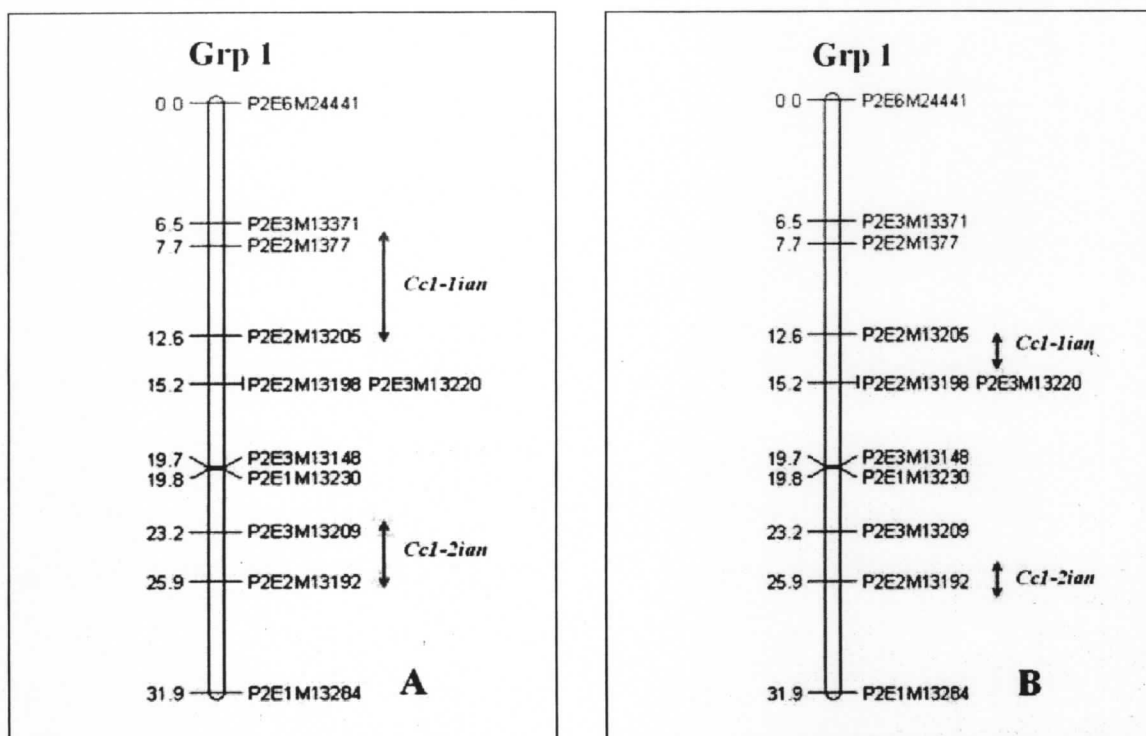 Grp 1
0.0 P2E6M24441
6.5 P2E3M13371
7.7 P2E2M1377
Cc1-1ian
12.6 P2E2M13205
15.2 P2E2M13198 P2E3M13220
19.7 P2E3M13148
19.8 P2E1M13230
23.2 P2E3M13209
Cc1-2ian
25.9 P2E2M13192
31.9 P2E1M13284
A
Grp 1
0.0 P2E6M24441
6.5 P2E3M13371
7.7 P2E2M1377
12.6 P2E2M13205
Cc1-1ian
15.2 P2E2M13198 P2E3M13220
19.7 P2E3M13148
19.8 P2E1M13230
23.2 P2E3M13209
25.9 P2E2M13192
Cc1-2ian
31.9 P2E1M13284
B